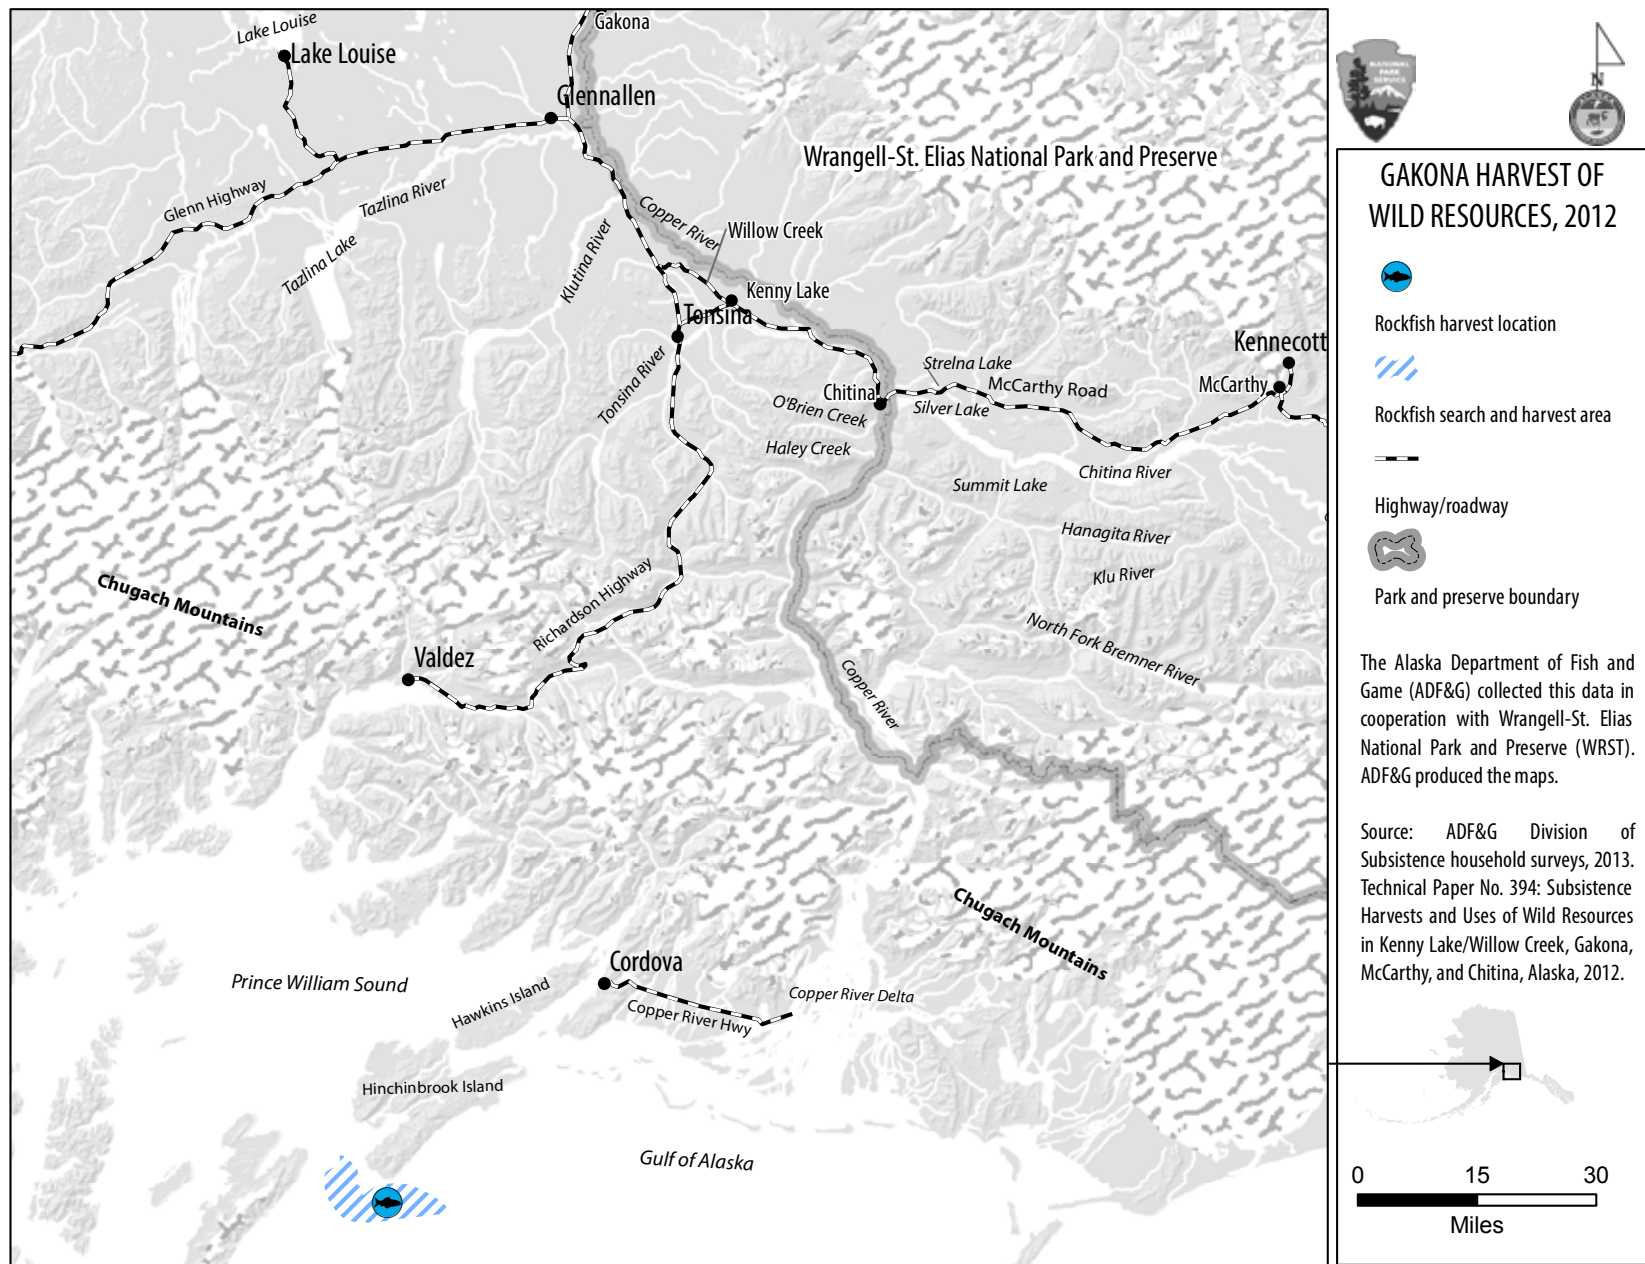 Gakona
Lake Louise
Lake Louise
Glennallen
Wrangell-St. Elias National Park and Preserve
Glenn Highway
Tazlina River
Tazlina Lake
Klutina River
Copper River
Willow Creek
Kenny Lake
Tonsina
Tonsina River
Chitina
O'Brien Creek
Haley Creek
Strelna Lake
McCarthy Road
Silver Lake
Kennecott
McCarthy
Chitina River
Summit Lake
Hanagita River
Klu River
North Fork Bremner River
Chugach Mountains
Richardson Highway
Valdez
Copper River
Chugach Mountains
Prince William Sound
Cordova
Hawkins Island
Copper River Hwy
Copper River Delta
Hinchinbrook Island
Gulf of Alaska
NATIONAL
PARK
SERVICE
N
GAKONA HARVEST OF
WILD RESOURCES, 2012
Rockfish harvest location
Rockfish search and harvest area
Highway/roadway
Park and preserve boundary
The Alaska Department of Fish and
Game (ADF&G) collected this data in
cooperation with Wrangell-St. Elias
National Park and Preserve (WRST).
ADF&G produced the maps.
Source: ADF&G Division of
Subsistence household surveys, 2013.
Technical Paper No. 394: Subsistence
Harvests and Uses of Wild Resources
in Kenny Lake/Willow Creek, Gakona,
McCarthy, and Chitina, Alaska, 2012.
0 15 30
Miles